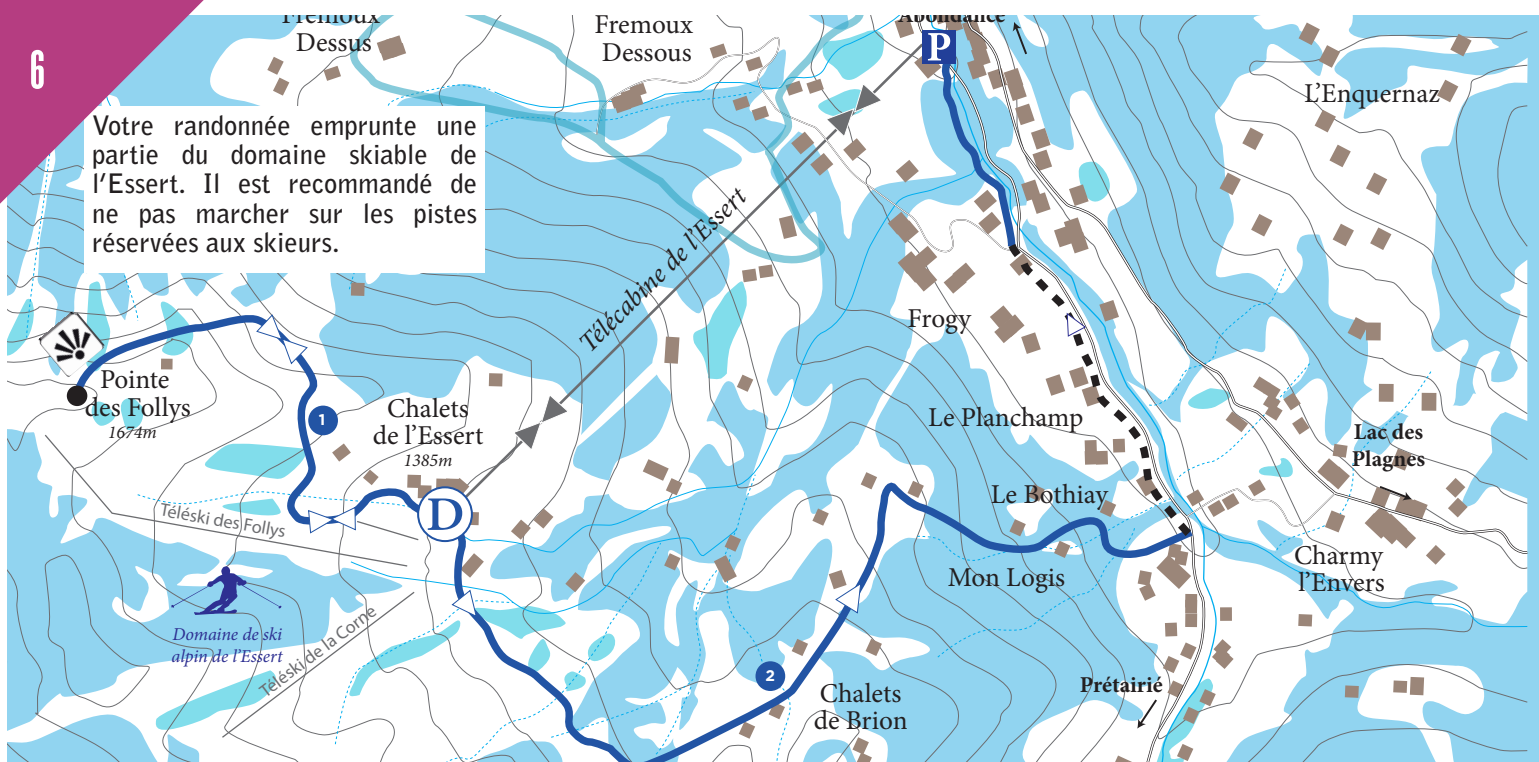 6
Fremoux
Dessus
Fremoux
Dessous
Abondance
P
L'Enquernaz
Votre randonnée emprunte une
partie du domaine skiable de
l'Essert. Il est recommandé de
ne pas marcher sur les pistes
réservées aux skieurs.
Télécabine de l'Essert
Frogy
Pointe
des Follys
1674m
1
Chalets
de l'Essert
1385m
D
Le Planchamp
Lac des
Plagnes
Le Bothiay
Téléski des Follys
Charmy
l'Envers
Mon Logis
Domaine de ski
alpin de l'Essert
Téléski de la Corne
2
Chalets
de Brion
Prétairié